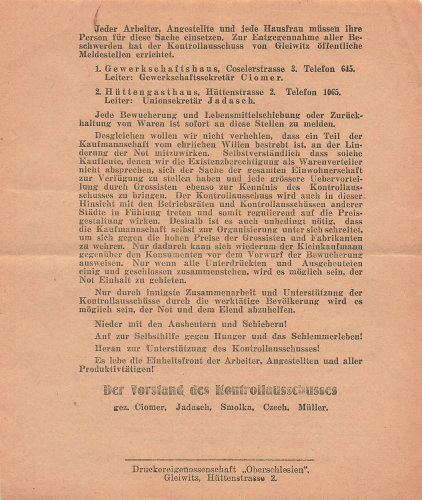 Jeder Arbeiter, Angestellte und jede Hausfrau müssen ihre
Person für diese Sache einsetzen. Zur Entgegennahme aller Be-
schwerden hat der Kontrollausschuss von Gleiwitz öffentliche
Meldestellen errichtet.
1. Gewerkschaftshaus, Coselerstrasse 3. Telefon 645.
Leiter: Gewerkschaftssekretär Ciomer.
2. Hüttengasthaus, Hüttenstrasse 2. Telefon 1065,
Leiter: Unionsekretär Jadasch.
Jede Bewucherung und Lebensmittelschiebung oder Zurück-
haltung von Waren ist sofort an diese Stellen zu melden.
Desgleichen wollen wir nicht verhehlen, dass ein Teil der
Kaufmannschaft vom ehrlichen Willen bestrebt ist, an der Lin-
derung der Not mitzuwirken. Selbstverständlich dass solche
Kaufleute, denen wir die Existenzberechtigung als Warenverteiler
nicht absprechen, sich der Sache der gesamten Einwohnerschaft
zur Verfügung zu stellen haben und jede grössere Uebervortei-
lung durch Grossisten ebenso zur Kenntnis des Kontrollaus-
schusses zu bringen. Der Kontrollausschuss wird auch in dieser
Hinsicht mit den Betriebsräten und Kontrollausschüssen anderer
Städte in Fühlung treten und somit regulierend auf die Preis-
gestaltung wirken. Deshalb ist es auch unbedingt nötig, dass
die Kaufmannschaft selbst zur Organisierung unter sich schreitet,
um sich gegen die hohen Preise der Grossisten und Fabrikanten
zu wehren. Nur dadurch kann sich wiederum der Kleinkaufmann
gegenüber den Konsumenten vor dem Vorwurf der Bewucherung
ausweisen. Nur wenn alle Unterdrückten und Ausgebeuteten
einig und geschlossen zusammenstehen, wird es möglich sein, der
Not Einhalt zu gebieten.
Nur durch innigste Zusammenarbeit und Unterstützung der
Kontrollausschüsse durch die werktätige Bevölkerung wird es
möglich sein, der Not und dem Elend abzuhelfen.
Nieder mit den Ausbeutern und Schiebern!
Auf zur Selbsthilfe gegen Hunger und das Schlemmerleben!
Heran zur Unterstützung des Kontrollausschusses!
Es lebe die Einheitsfront der Arbeiter, Angestellten und aller
Produktivtätigen!
Der Vorstand des Kontrollausschusses
gez. Ciomer, Jadasch, Smolka, Czech, Müller.
Druckereigenossenschaft „Oberschlesien",
Gleiwitz, Hüttenstrasse 2.